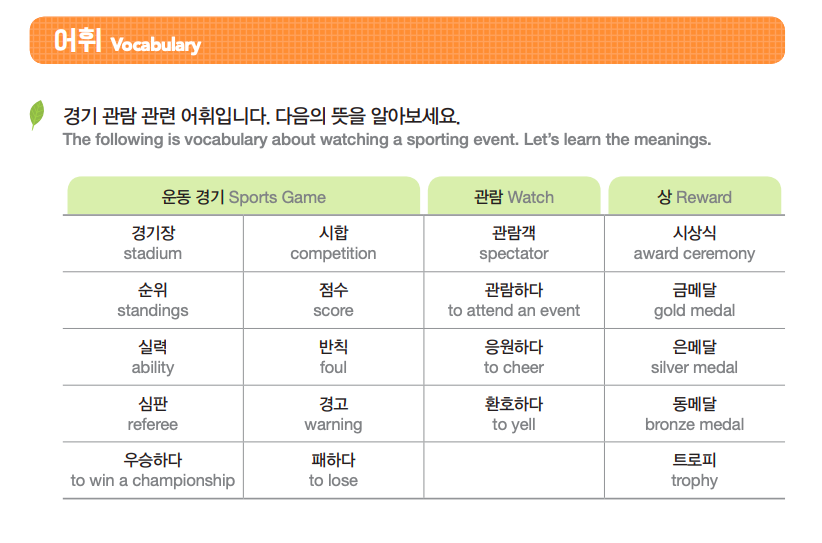 어휘 Vocabulary
경기 관람 관련 어휘입니다. 다음의 뜻을 알아보세요.
The following is vocabulary about watching a sporting event. Let’s learn the meanings.
운동 경기 Sports Game 관람 Watch 상 Reward
경기장 시합 관람객 시상식
stadium competition spectator award ceremony
순위 점수 관람하다 금메달
standings score to attend an event gold medal
실력 반칙 응원하다 은메달
ability foul to cheer silver medal
심판 경고 환호하다 동메달
referee warning to yell bronze medal
우승하다 패하다 트로피
to win a championship to lose trophy